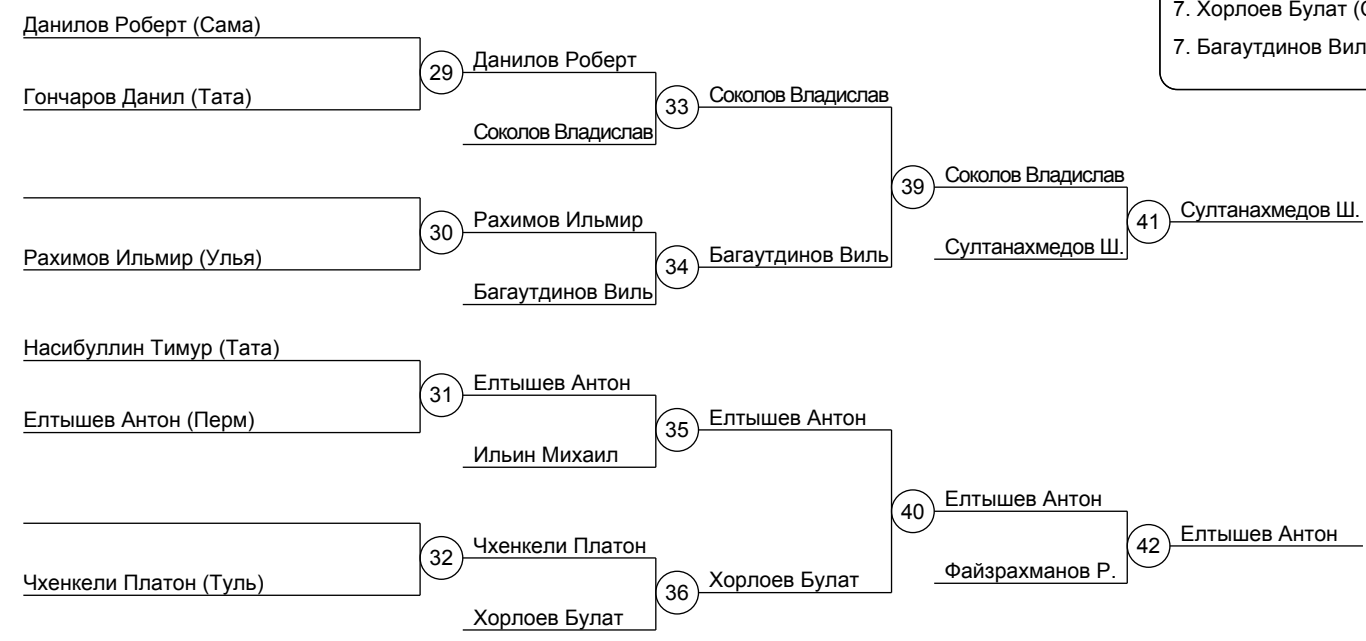 7. Хорлоев Булат (
7. Багаутдинов Вил
Данилов Роберт (Сама)
Гончаров Данил (Тата)
29
Данилов Роберт
Соколов Владислав
33
Соколов Владислав
Рахимов Ильмир (Улья)
30
Рахимов Ильмир
Багаутдинов Виль
34
Багаутдинов Виль
39
Соколов Владислав
Султанахмедов Ш.
41
Султанахмедов Ш.
Насибуллин Тимур (Тата)
Елтышев Антон (Перм)
31
Елтышев Антон
Ильин Михаил
35
Елтышев Антон
Чхенкели Платон (Туль)
32
Чхенкели Платон
Хорлоев Булат
36
Хорлоев Булат
40
Елтышев Антон
Файзрахманов Р.
42
Елтышев Антон